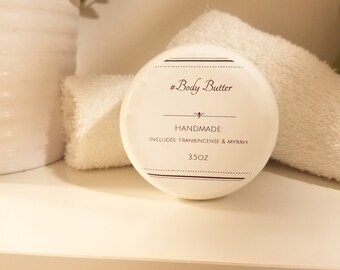 #Body Butter
HANDMADE
INCLUDES: FRANKINCENSE & MYRRH
3.5OZ